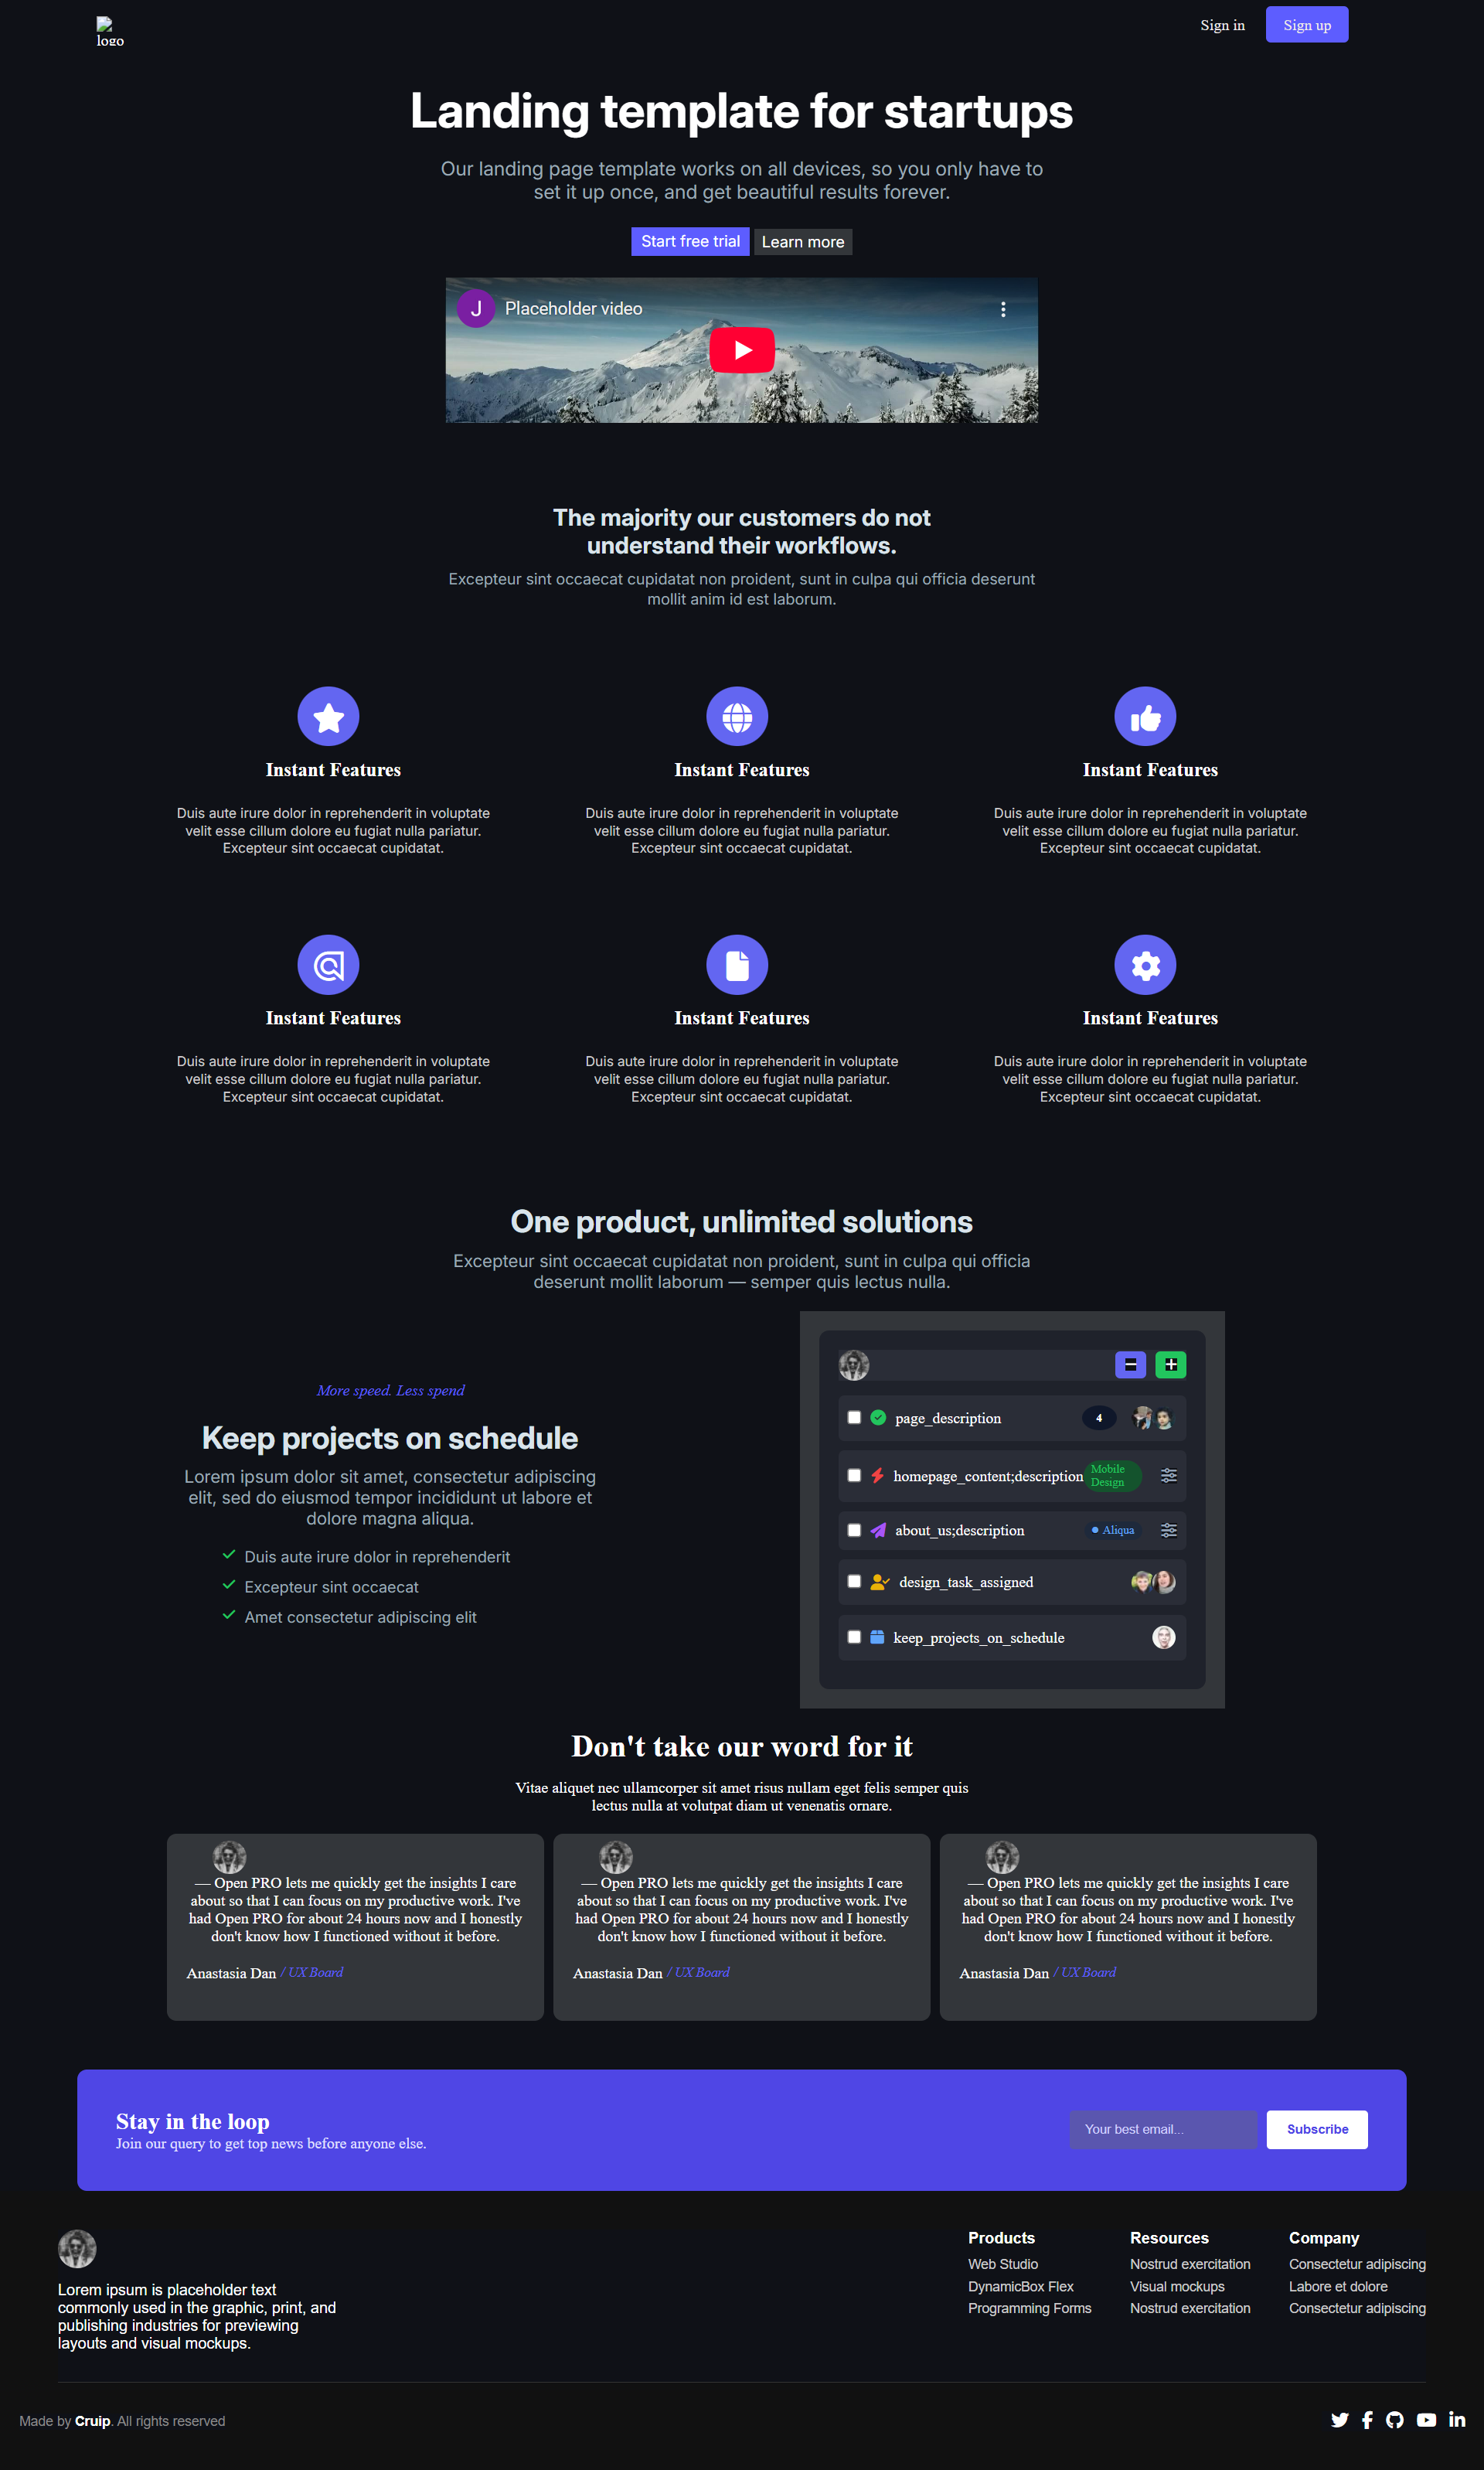 logo
Sign in
Sign up
Landing template for startups
Our landing page template works on all devices, so you only have to
set it up once, and get beautiful results forever.
Start free trial
Learn more
J
Placeholder video
The majority our customers do not
understand their workflows.
Excepteur sint occaecat cupidatat non proident, sunt in culpa qui officia deserunt
mollit anim id est laborum.
Instant Features
Duis aute irure dolor in reprehenderit in voluptate
velit esse cillum dolore eu fugiat nulla pariatur.
Excepteur sint occaecat cupidatat.
Instant Features
Duis aute irure dolor in reprehenderit in voluptate
velit esse cillum dolore eu fugiat nulla pariatur.
Excepteur sint occaecat cupidatat.
Instant Features
Duis aute irure dolor in reprehenderit in voluptate
velit esse cillum dolore eu fugiat nulla pariatur.
Excepteur sint occaecat cupidatat.
Instant Features
Duis aute irure dolor in reprehenderit in voluptate
velit esse cillum dolore eu fugiat nulla pariatur.
Excepteur sint occaecat cupidatat.
Instant Features
Duis aute irure dolor in reprehenderit in voluptate
velit esse cillum dolore eu fugiat nulla pariatur.
Excepteur sint occaecat cupidatat.
Instant Features
Duis aute irure dolor in reprehenderit in voluptate
velit esse cillum dolore eu fugiat nulla pariatur.
Excepteur sint occaecat cupidatat.
One product, unlimited solutions
Excepteur sint occaecat cupidatat non proident, sunt in culpa qui officia
deserunt mollit laborum — semper quis lectus nulla.
More speed. Less spend
Keep projects on schedule
Lorem ipsum dolor sit amet, consectetur adipiscing
elit, sed do eiusmod tempor incididunt ut labore et
dolore magna aliqua.
Duis aute irure dolor in reprehenderit
Excepteur sint occaecat
Amet consectetur adipiscing elit
page_description
4
homepage_content;description
Mobile
Design
about_us;description
Aliqua
design_task_assigned
keep_projects_on_schedule
Don't take our word for it
Vitae aliquet nec ullamcorper sit amet risus nullam eget felis semper quis
lectus nulla at volutpat diam ut venenatis ornare.
— Open PRO lets me quickly get the insights I care
about so that I can focus on my productive work. I've
had Open PRO for about 24 hours now and I honestly
don't know how I functioned without it before.
Anastasia Dan / UX Board
— Open PRO lets me quickly get the insights I care
about so that I can focus on my productive work. I've
had Open PRO for about 24 hours now and I honestly
don't know how I functioned without it before.
Anastasia Dan / UX Board
— Open PRO lets me quickly get the insights I care
about so that I can focus on my productive work. I've
had Open PRO for about 24 hours now and I honestly
don't know how I functioned without it before.
Anastasia Dan / UX Board
Stay in the loop
Join our query to get top news before anyone else.
Your best email...
Subscribe
Lorem ipsum is placeholder text
commonly used in the graphic, print, and
publishing industries for previewing
layouts and visual mockups.
Products
Web Studio
DynamicBox Flex
Programming Forms
Resources
Nostrud exercitation
Visual mockups
Nostrud exercitation
Company
Consectetur adipiscing
Labore et dolore
Consectetur adipiscing
Made by Cruip. All rights reserved